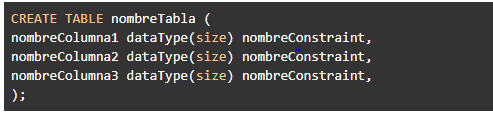 CREATE TABLE nombreTabla (
nombreColumna1 dataType(size) nombreConstraint,
nombreColumna2 dataType(size) nombreConstraint,
nombreColumna3 dataType(size) nombreConstraint,
);